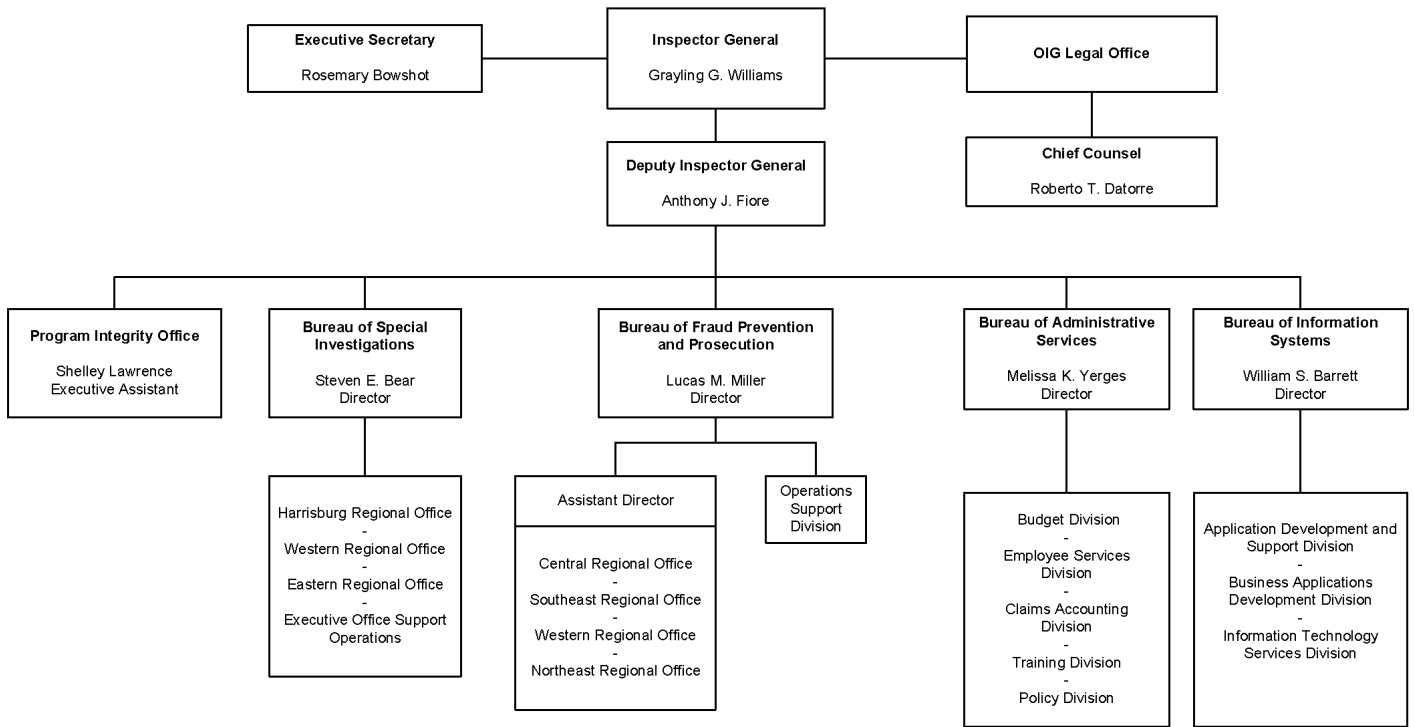 Executive Secretary
Rosemary Bowshot
Inspector General
Grayling G. Williams
OIG Legal Office
Chief Counsel
Roberto T. Datorre
Deputy Inspector General
Anthony J. Fiore
Program Integrity Office
Shelley Lawrence
Executive Assistant
Bureau of Special
Investigations
Steven E. Bear
Director
Bureau of Fraud Prevention
and Prosecution
Lucas M. Miller
Director
Bureau of Administrative
Services
Melissa K. Yerges
Director
Bureau of Information
Systems
William S. Barrett
Director
Harrisburg Regional Office
-
Western Regional Office
-
Eastern Regional Office
-
Executive Office Support
Operations
Assistant Director
Central Regional Office
-
Southeast Regional Office
-
Western Regional Office
-
Northeast Regional Office
Operations
Support
Division
Budget Division
-
Employee Services
Division
-
Claims Accounting
Division
-
Training Division
-
Policy Division
Application Development and
Support Division
-
Business Applications
Development Division
-
Information Technology
Services Division